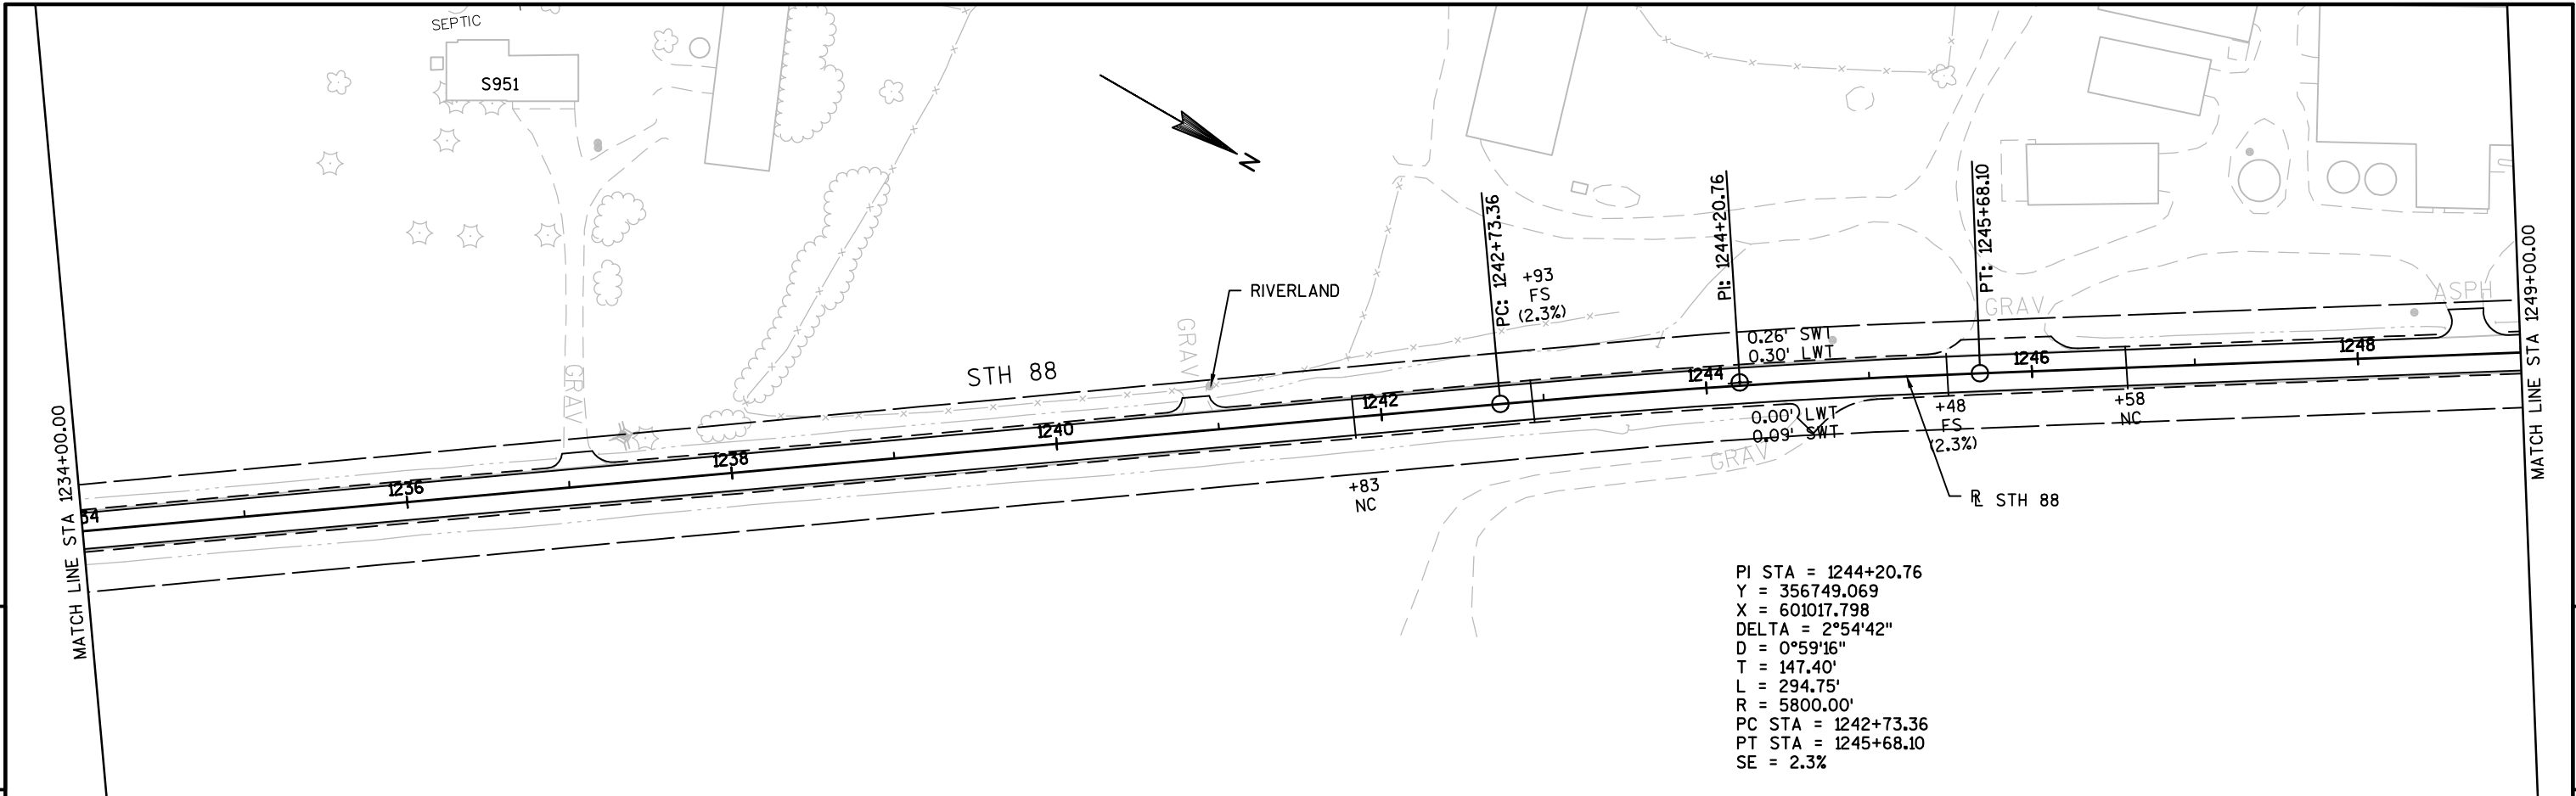 SEPTIC
S951
N
RIVERLAND
STH 88
GRAV
GRAV
GRAV
GRAV
ASPH
MATCH LINE STA 1234+00.00
34
1236
1238
1240
1242
1244
1246
1248
MATCH LINE STA 1249+00.00
PC: 1242+73.36
+93
FS
(2.3%)
PI: 1244+20.76
PT: 1245+68.10
0.26' SWT
0.30' LWT
0.00' LWT
0.09' SWT
+83
NC
+48
FS
(2.3%)
+58
NC
RL STH 88
PI STA = 1244+20.76
Y = 356749.069
X = 601017.798
DELTA = 2°54'42"
D = 0°59'16"
T = 147.40'
L = 294.75'
R = 5800.00'
PC STA = 1242+73.36
PT STA = 1245+68.10
SE = 2.3%